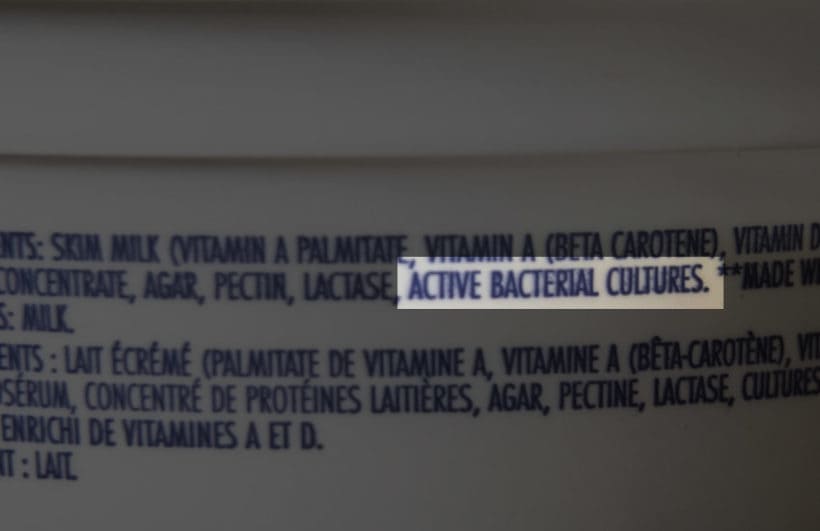 NTS: SKIM MILK (VITAMIN A PALMITATE, VITAMIN A (BETA CAROTENE), VITAMIN D
CONCENTRATE, AGAR, PECTIN, LACTASE, ACTIVE BACTERIAL CULTURES. **MADE WI
S: MILK.
ENTS : LAIT ÉCRÉMÉ (PALMITATE DE VITAMINE A, VITAMINE A (BÊTA-CAROTÈNE), VIT
OSÉRUM, CONCENTRÉ DE PROTÉINES LAITIÈRES, AGAR, PECTINE, LACTASE, CULTURES
ENRICHI DE VITAMINES A ET D.
NT : LAIT.